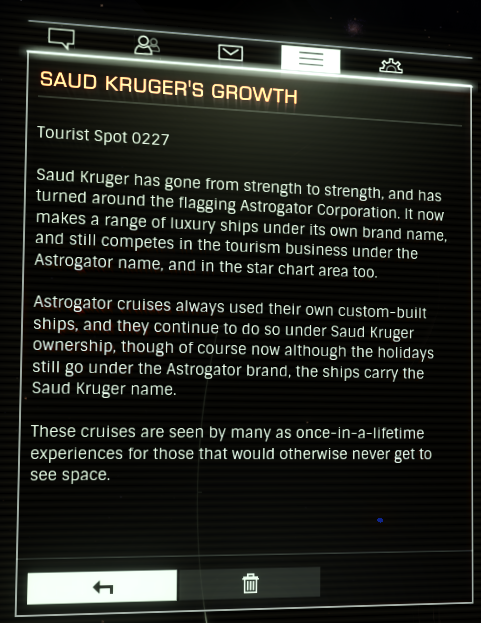 SAUD KRUGER'S GROWTH
Tourist Spot 0227
Saud Kruger has gone from strength to strength, and has
turned around the flagging Astrogator Corporation. It now
makes a range of luxury ships under its own brand name,
and still competes in the tourism business under the
Astrogator name, and in the star chart area too.
Astrogator cruises always used their own custom-built
ships, and they continue to do so under Saud Kruger
ownership, though of course now although the holidays
still go under the Astrogator brand, the ships carry the
Saud Kruger name.
These cruises are seen by many as once-in-a-lifetime
experiences for those that would otherwise never get to
see space.